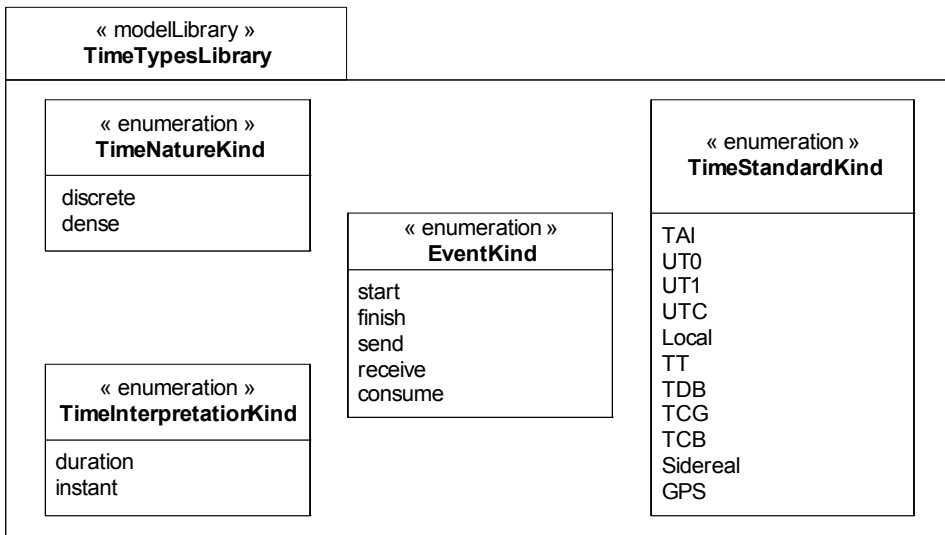 « modelLibrary »
TimeTypesLibrary
« enumeration »
TimeNatureKind
discrete
dense
« enumeration »
TimeInterpretationKind
duration
instant
« enumeration »
EventKind
start
finish
send
receive
consume
« enumeration »
TimeStandardKind
TAI
UT0
UT1
UTC
Local
TT
TDB
TCG
TCB
Sidereal
GPS